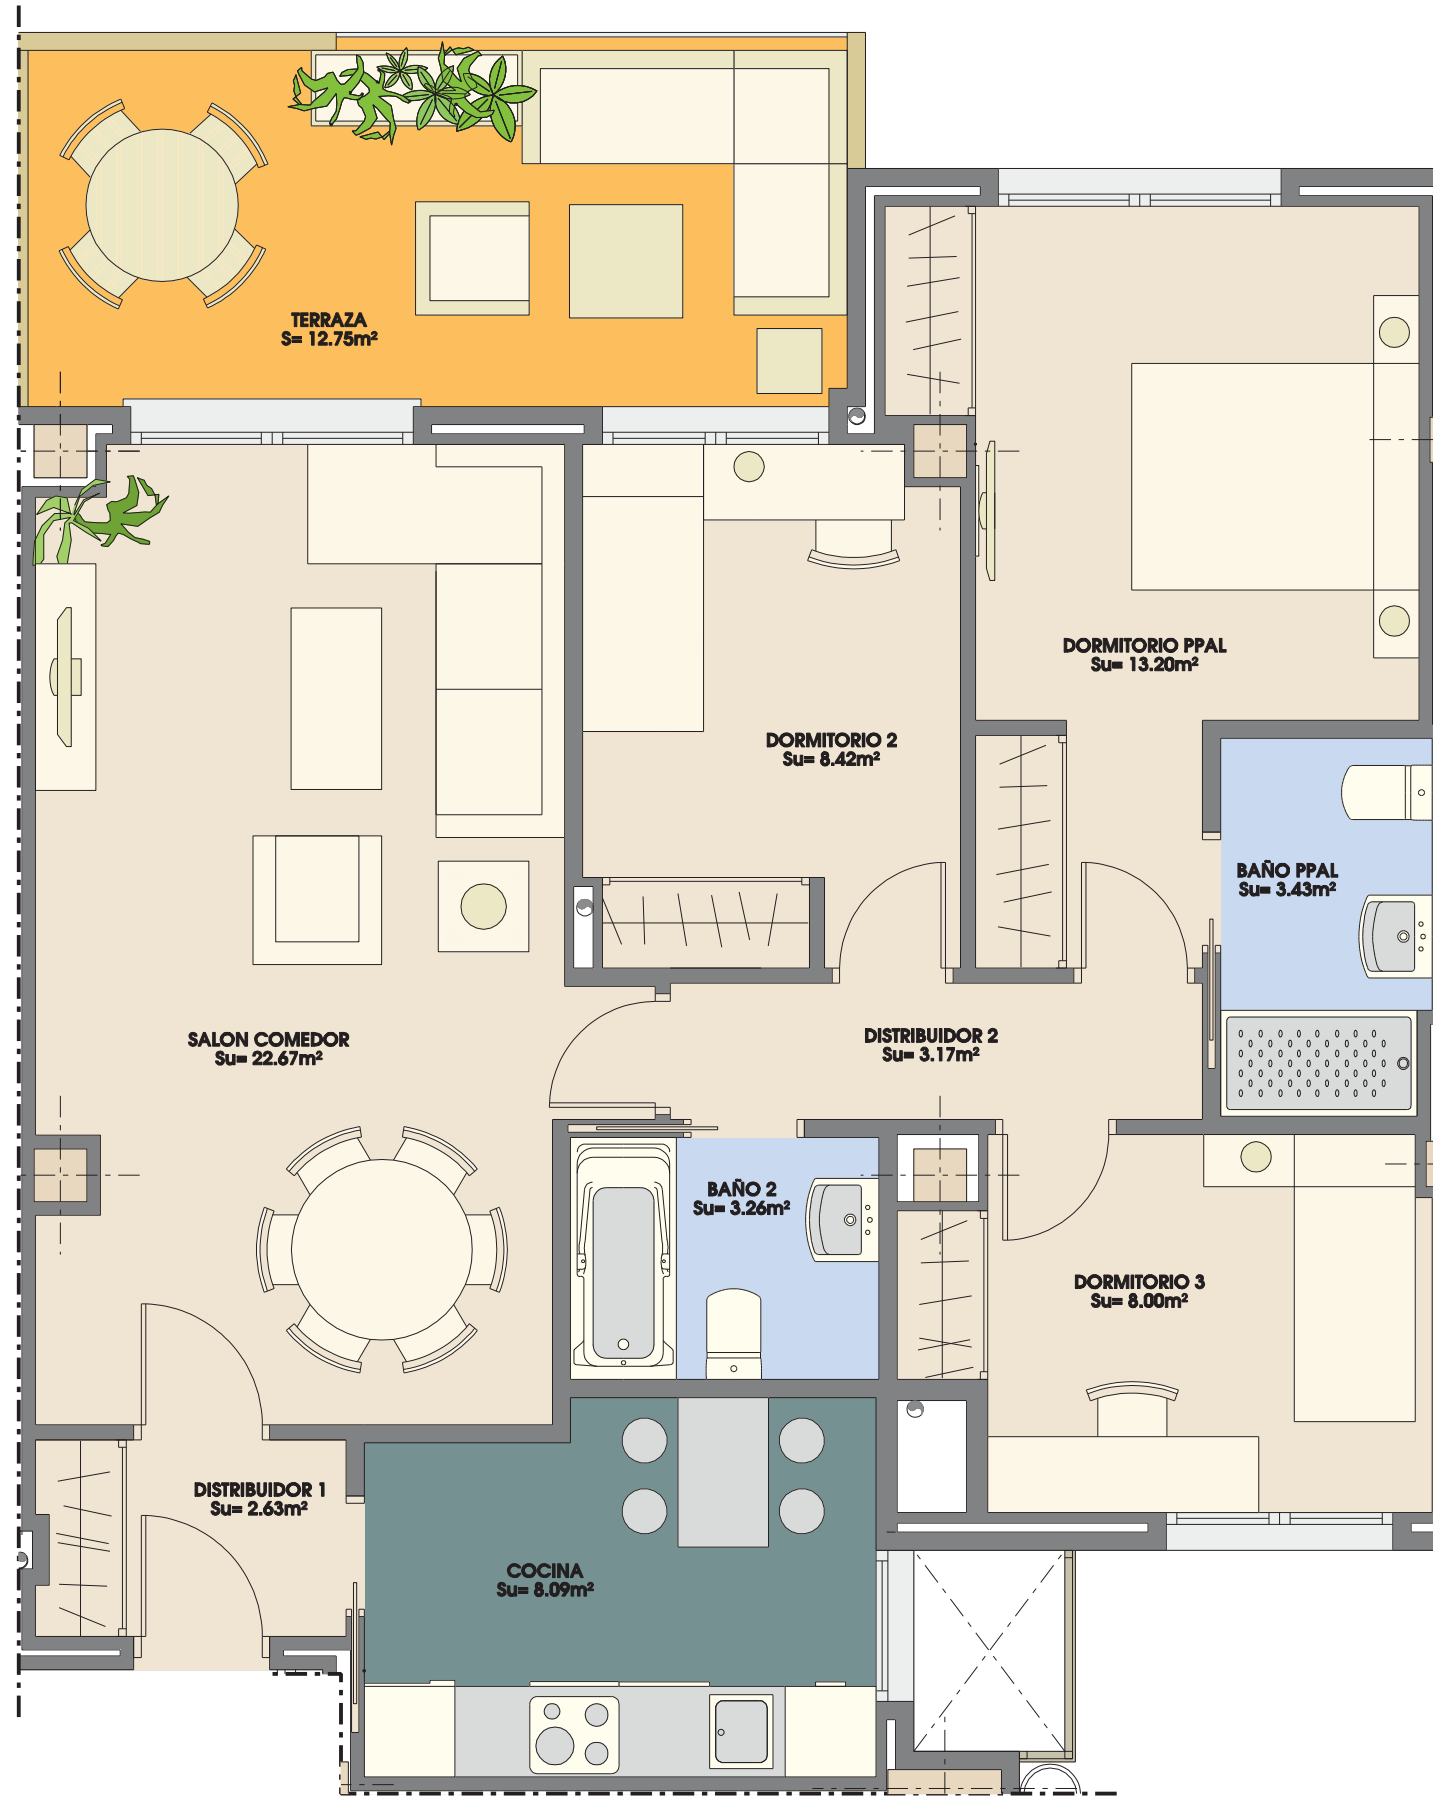 TERRAZA
S= 12.75m²
DORMITORIO PPAL
Su= 13.20m²
DORMITORIO 2
Su= 8.42m²
BAÑO PPAL
Su= 3.43m²
SALON COMEDOR
Su= 22.67m²
DISTRIBUIDOR 2
Su= 3.17m²
BAÑO 2
Su= 3.26m²
DORMITORIO 3
Su= 8.00m²
DISTRIBUIDOR 1
Su= 2.63m²
COCINA
Su= 8.09m²